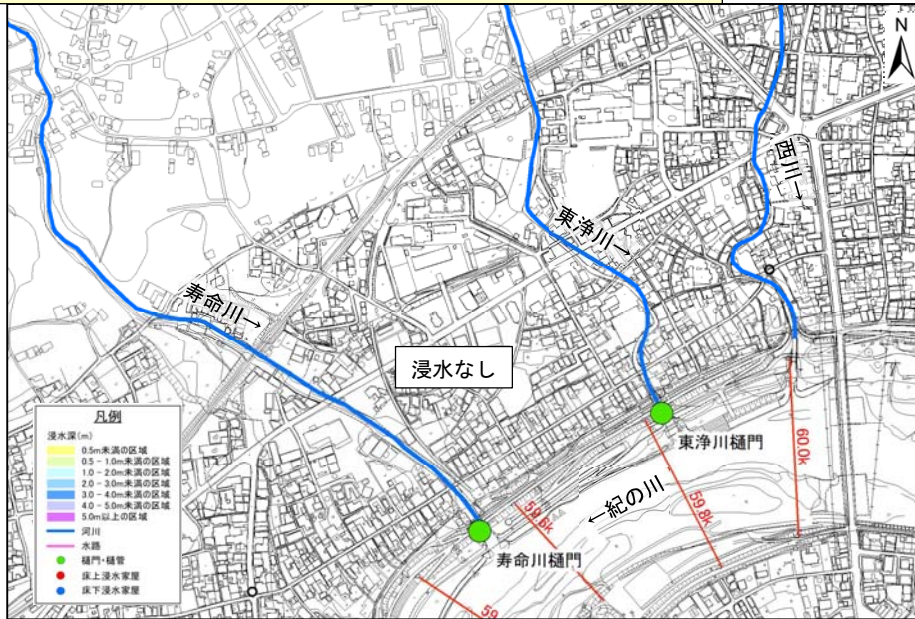 N
西川→
東浄川→
寿命川→
浸水なし
東浄川樋門
60.0k
59.8k
←紀の川
59.6k
寿命川樋門
59.
凡例
浸水深(m)
0.5m未満の区域
0.5 - 1.0m未満の区域
1.0 - 2.0m未満の区域
2.0 - 3.0m未満の区域
3.0 - 4.0m未満の区域
4.0 - 5.0m未満の区域
5.0m以上の区域
河川
水路
樋門・樋管
床上浸水家屋
床下浸水家屋